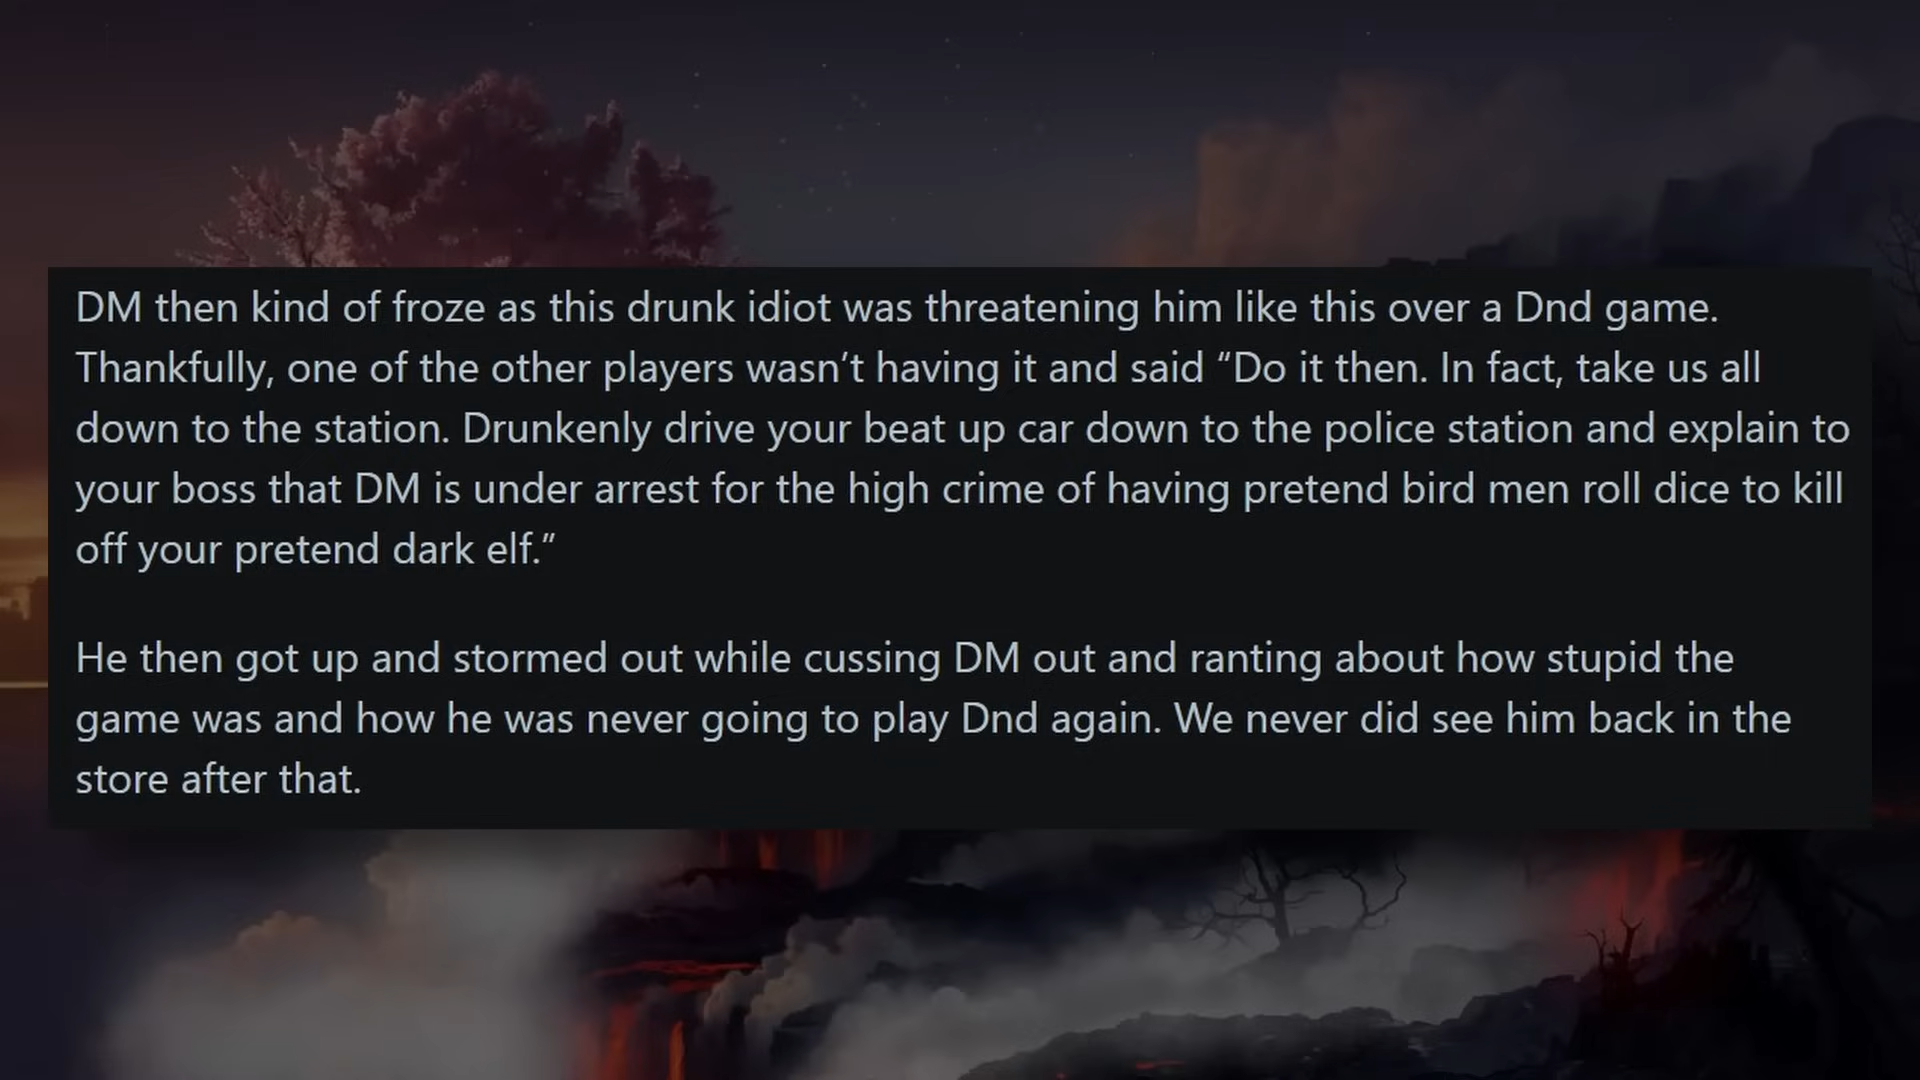 DM then kind of froze as this drunk idiot was threatening him like this over a Dnd game.
Thankfully, one of the other players wasn’t having it and said “Do it then. In fact, take us all
down to the station. Drunkenly drive your beat up car down to the police station and explain to
your boss that DM is under arrest for the high crime of having pretend bird men roll dice to kill
off your pretend dark elf.”
He then got up and stormed out while cussing DM out and ranting about how stupid the
game was and how he was never going to play Dnd again. We never did see him back in the
store after that.